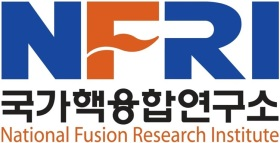 NFRI
국가핵융합연구소
National Fusion Research Institute